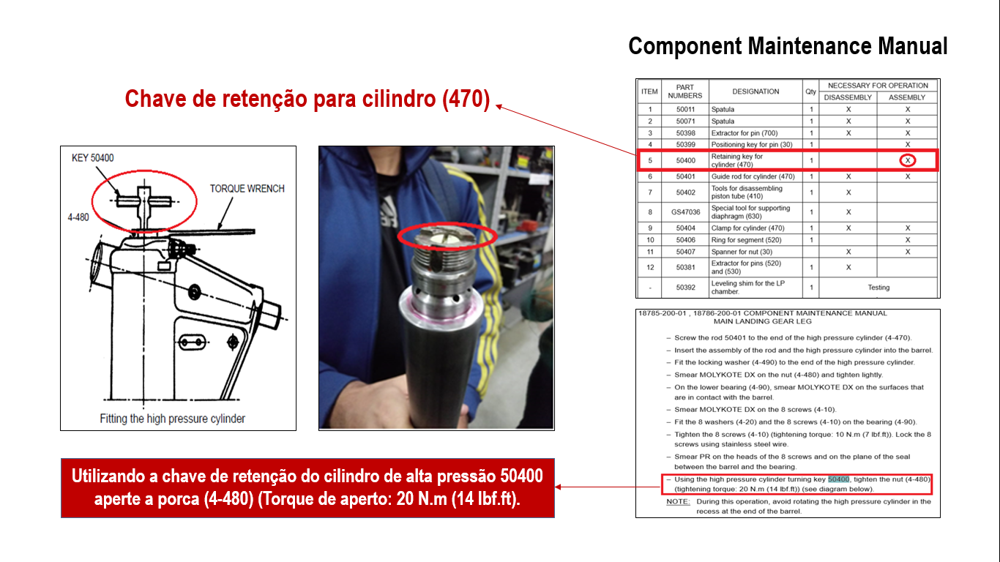 Component Maintenance Manual
Chave de retenção para cilindro (470)
KEY 50400
TORQUE WRENCH
4-480
Fitting the high pressure cylinder
ITEM PART NUMBERS DESIGNATION Qty NECESSARY FOR OPERATION
DISASSEMBLY ASSEMBLY
1 50011 Spatula 1 X X
2 50071 Spatula 1 X X
3 50398 Extractor for pin (700) 1 X X
4 50399 Positioning key for pin (30) 1 X
5 50400 Retaining key for cylinder (470) 1 X
6 50401 Guide rod for cylinder (470) 1 X X
7 50402 Tools for disassembling piston tube (410) 1 X
8 GS47036 Special tool for supporting diaphragm (630) 1 X
9 50404 Clamp for cylinder (470) 1 X X
10 50406 Ring for segment (520) 1 X
11 50407 Spanner for nut (30) X X
12 50381 Extractor for pins (520) and (530) 1 X
- 50392 Leveling shim for the LP chamber. 1 Testing
18785-200-01 , 18786-200-01 COMPONENT MAINTENANCE MANUAL
MAIN LANDING GEAR LEG
– Screw the rod 50401 to the end of the high pressure cylinder (4-470).
– Insert the assembly of the rod and the high pressure cylinder into the barrel.
– Fit the locking washer (4-490) to the end of the high pressure cylinder.
– Smear MOLYKOTE DX on the nut (4-480) and tighten lightly.
– On the lower bearing (4-90), smear MOLYKOTE DX on the surfaces that
are in contact with the barrel.
– Smear MOLYKOTE DX on the 8 screws (4-10).
– Fit the 8 washers (4-20) and the 8 screws (4-10) on the bearing (4-90).
– Tighten the 8 screws (4-10) (tightening torque: 10 N.m (7 lbf.ft)). Lock the 8
screws using stainless steel wire.
– Smear PR on the heads of the 8 screws and on the plane of the seal
between the barrel and the bearing.
– Using the high pressure cylinder turning key 50400, tighten the nut (4-480)
(tightening torque: 20 N.m (14 lbf.ft)) (see diagram below).
NOTE: During this operation, avoid rotating the high pressure cylinder in the
recess at the end of the barrel.
Utilizando a chave de retenção do cilindro de alta pressão 50400
aperte a porca (4-480) (Torque de aperto: 20 N.m (14 lbf.ft).